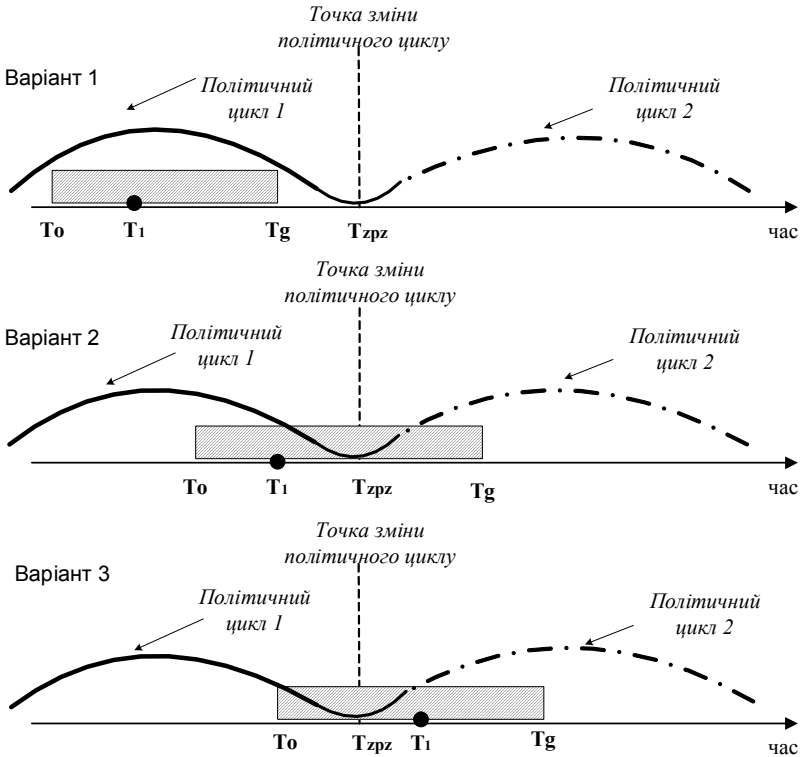 Точка зміни
політичного циклу
Варіант 1
Політичний
цикл 1
Політичний
цикл 2
To T1 Tg Tzpz час
Точка зміни
політичного циклу
Варіант 2
Політичний
цикл 1
Політичний
цикл 2
To T1 Tzpz Tg час
Точка зміни
політичного циклу
Варіант 3
Політичний
цикл 1
Політичний
цикл 2
To Tzpz T1 Tg час